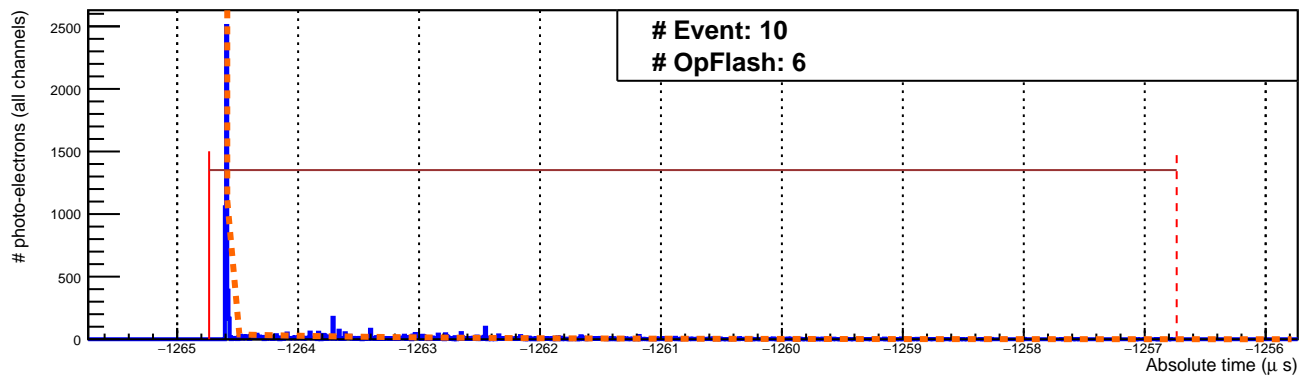 # Event: 10
# OpFlash: 6
# photo-electrons (all channels)
2500
2000
1500
1000
500
0
−1265 −1264 −1263 −1262 −1261 −1260 −1259 −1258 −1257 −1256
Absolute time (μ s)